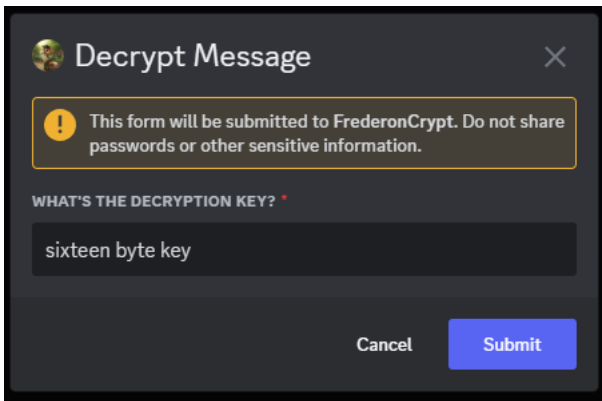 Decrypt Message
This form will be submitted to FrederonCrypt. Do not share
passwords or other sensitive information.
WHAT'S THE DECRYPTION KEY? *
sixteen byte key
Cancel
Submit